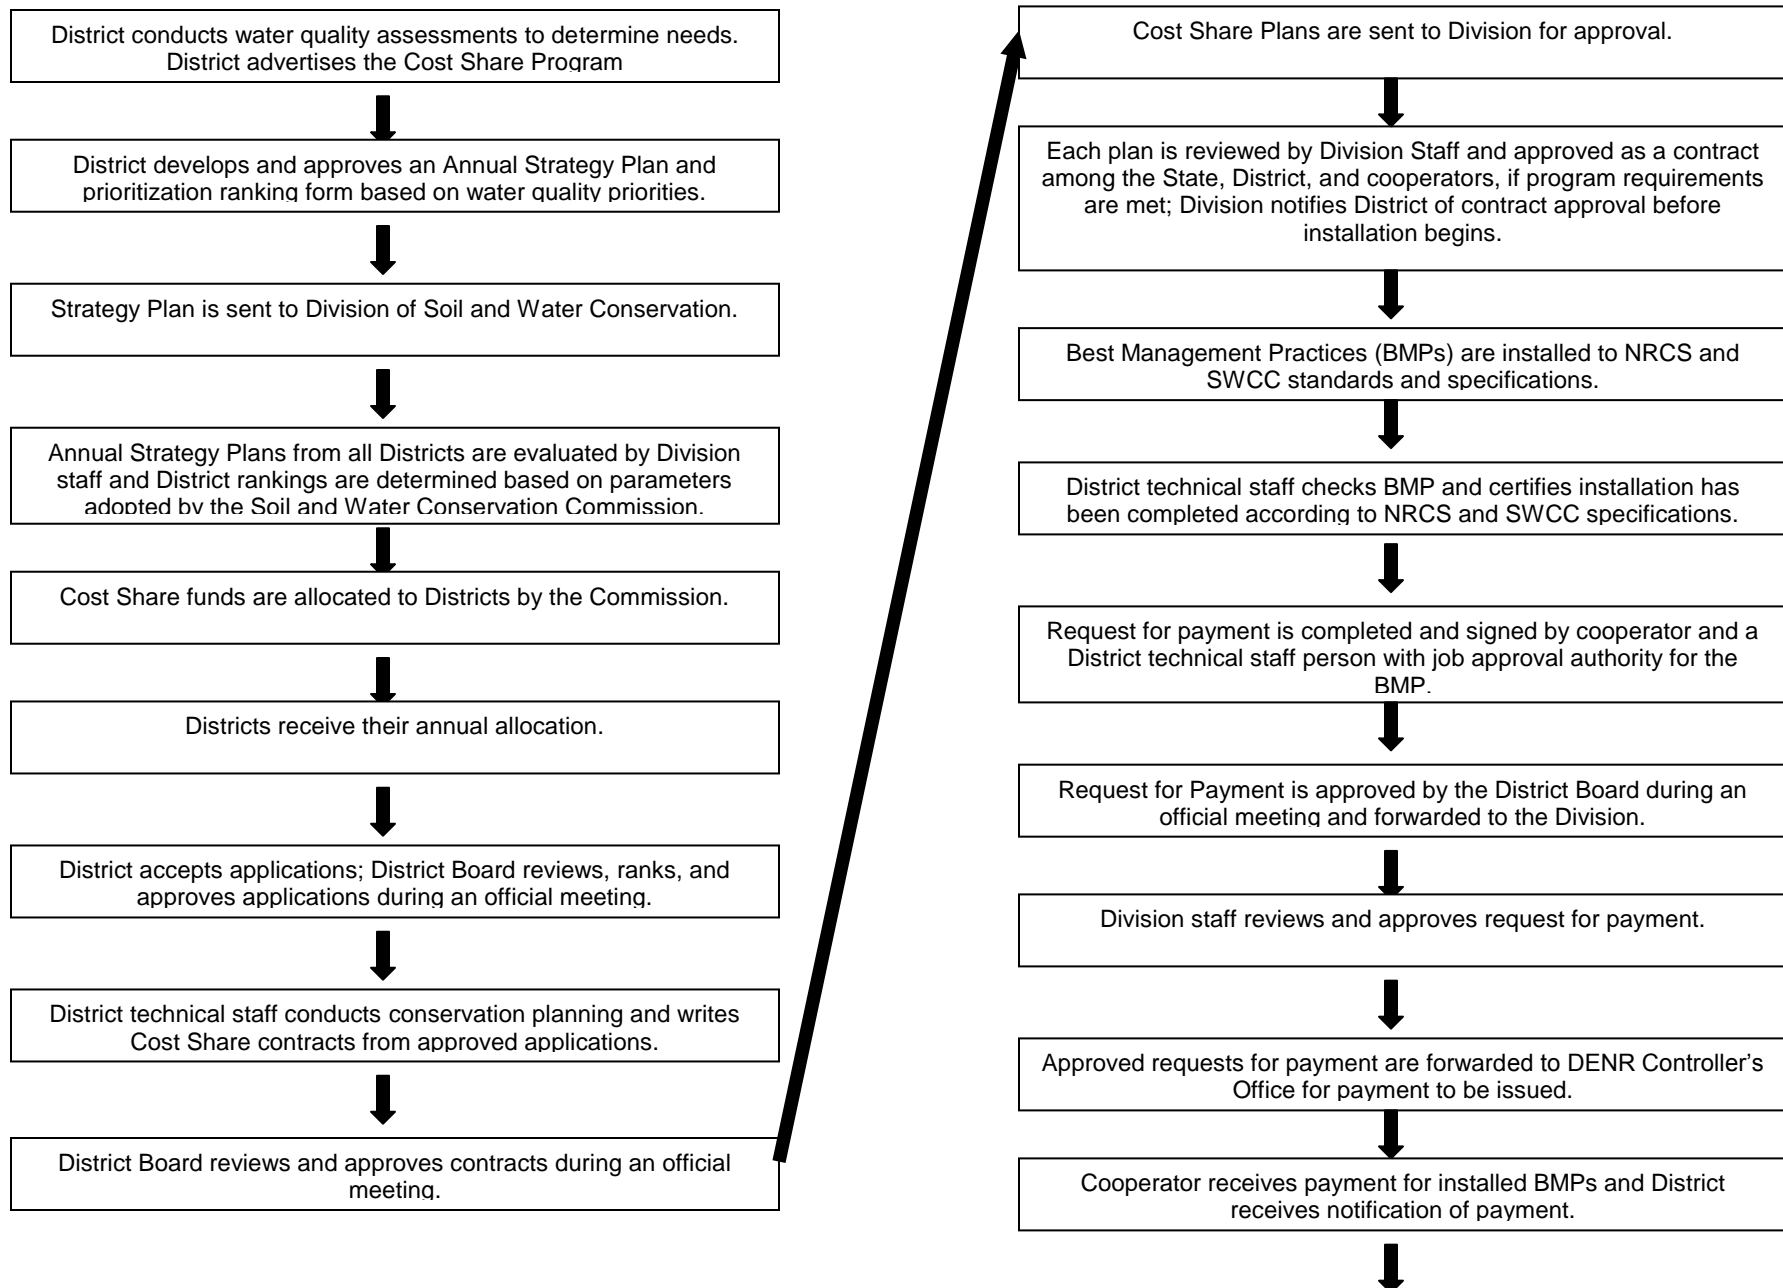 District conducts water quality assessments to determine needs.
District advertises the Cost Share Program
District develops and approves an Annual Strategy Plan and
prioritization ranking form based on water quality priorities.
Strategy Plan is sent to Division of Soil and Water Conservation.
Annual Strategy Plans from all Districts are evaluated by Division
staff and District rankings are determined based on parameters
adopted by the Soil and Water Conservation Commission.
Cost Share funds are allocated to Districts by the Commission.
Districts receive their annual allocation.
District accepts applications; District Board reviews, ranks, and
approves applications during an official meeting.
District technical staff conducts conservation planning and writes
Cost Share contracts from approved applications.
District Board reviews and approves contracts during an official
meeting.
Cost Share Plans are sent to Division for approval.
Each plan is reviewed by Division Staff and approved as a contract
among the State, District, and cooperators, if program requirements
are met; Division notifies District of contract approval before
installation begins.
Best Management Practices (BMPs) are installed to NRCS and
SWCC standards and specifications.
District technical staff checks BMP and certifies installation has
been completed according to NRCS and SWCC specifications.
Request for payment is completed and signed by cooperator and a
District technical staff person with job approval authority for the
BMP.
Request for Payment is approved by the District Board during an
official meeting and forwarded to the Division.
Division staff reviews and approves request for payment.
Approved requests for payment are forwarded to DENR Controller's
Office for payment to be issued.
Cooperator receives payment for installed BMPs and District
receives notification of payment.